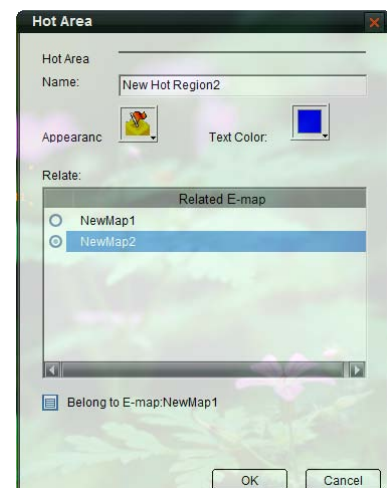 Hot Area
Hot Area
Name: New Hot Region2
Appearanc Text Color:
Relate:
Related E-map
NewMap1
NewMap2
Belong to E-map:NewMap1
OK Cancel